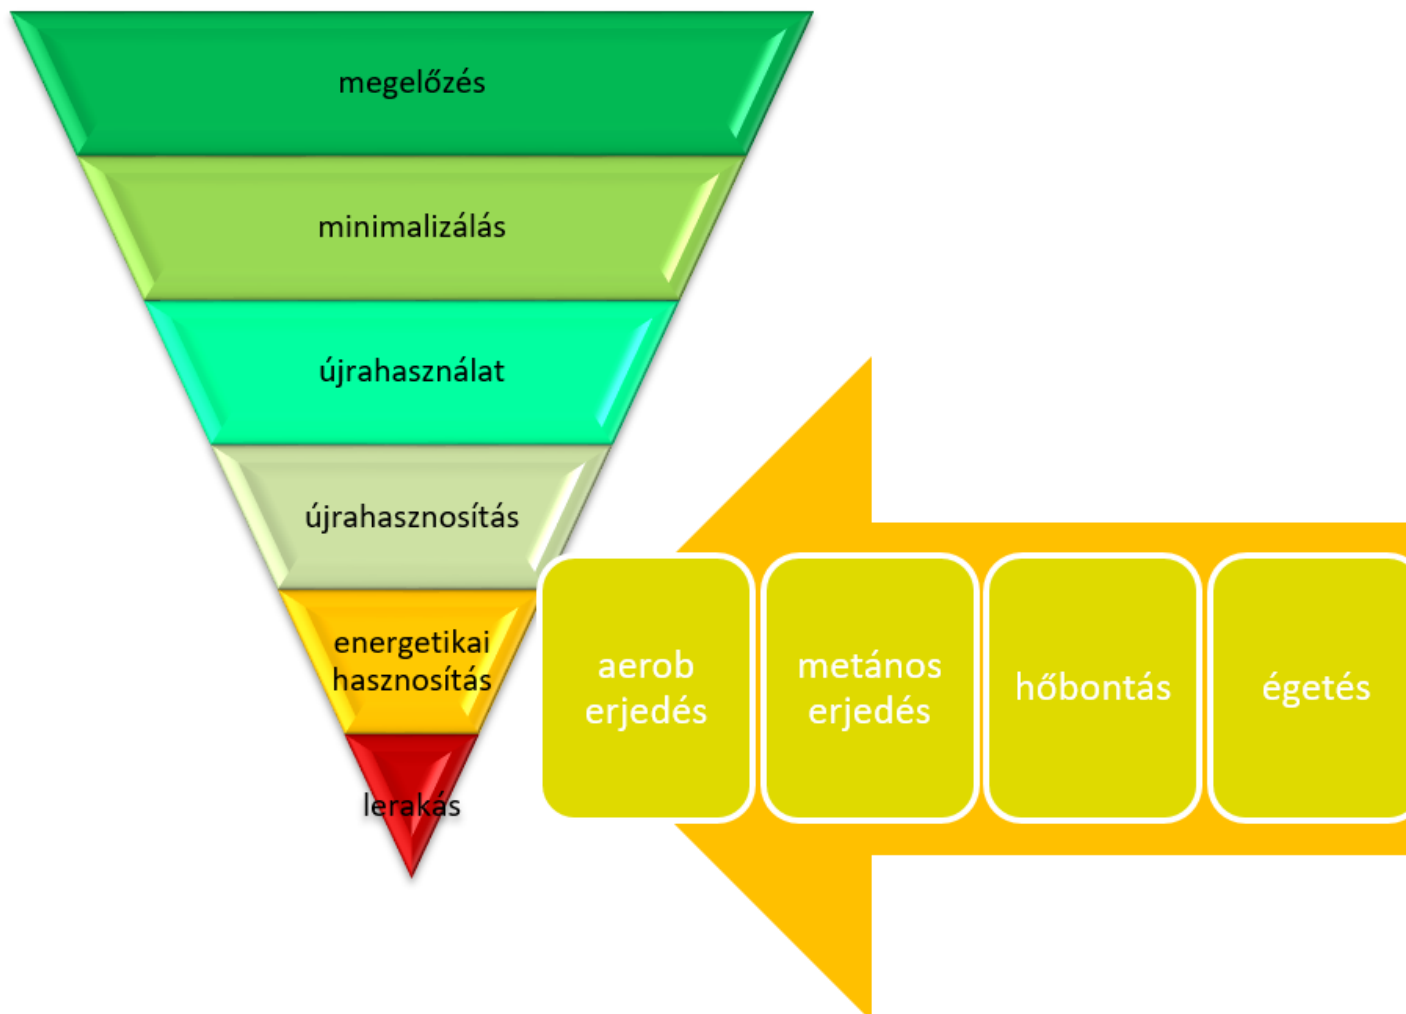 megelőzés
minimalizálás
újrahasználat
újrahasznosítás
energetikai
hasznosítás
lerakás
aerob
erjedés
metános
erjedés
hőbontás
égetés